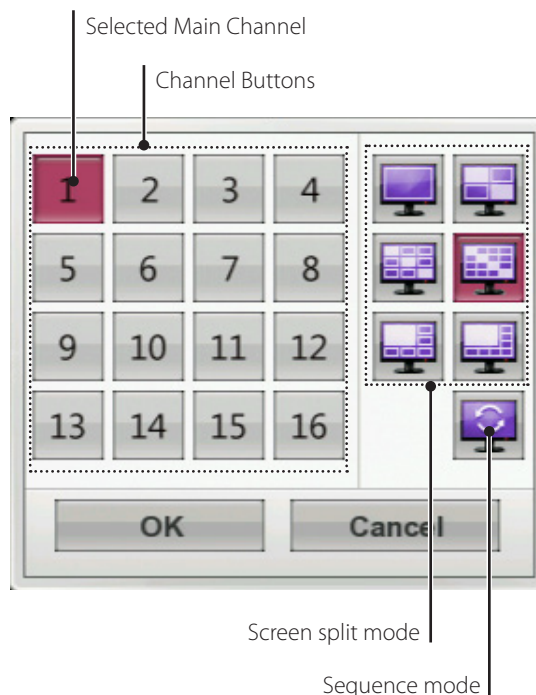 Selected Main Channel
Channel Buttons
1 2 3 4
5 6 7 8
9 10 11 12
13 14 15 16
OK Cancel
Screen split mode
Sequence mode